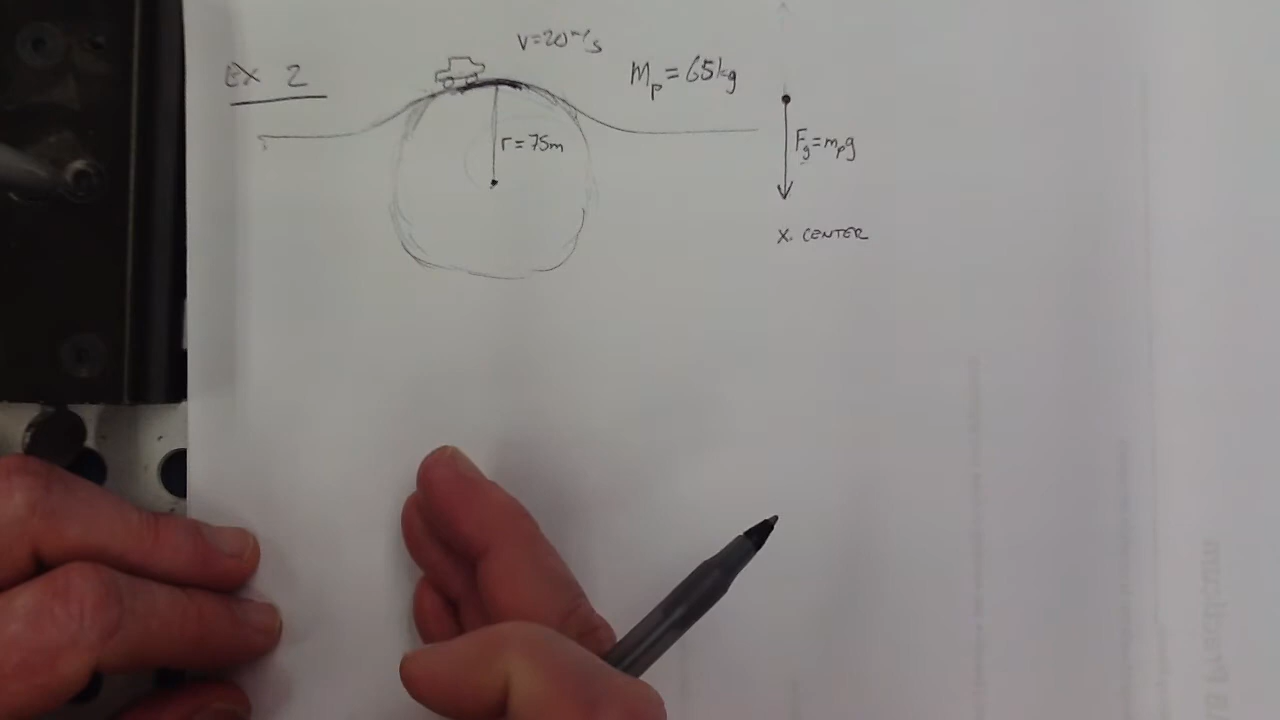 Ex 2
v=20m/s
Mp = 65kg
r=75m
Fg=mpg
x. CENTER